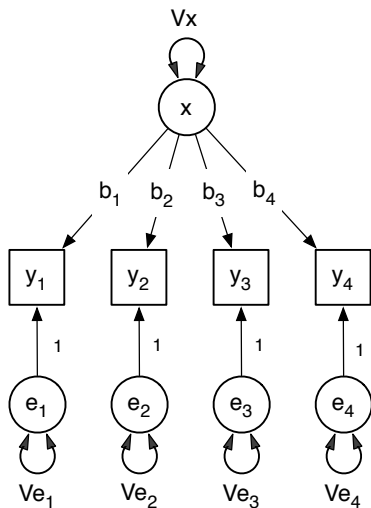 Vx
x
b₁ b₂ b₃ b₄
y₁ y₂ y₃ y₄
1 1 1 1
e₁ e₂ e₃ e₄
Ve₁ Ve₂ Ve₃ Ve₄